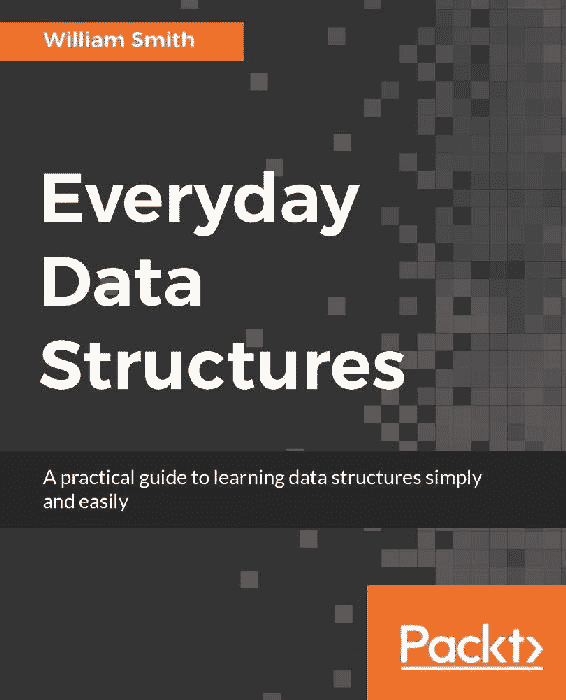 William Smith
Everyday
Data
Structures
A practical guide to learning data structures simply
and easily
Packt>